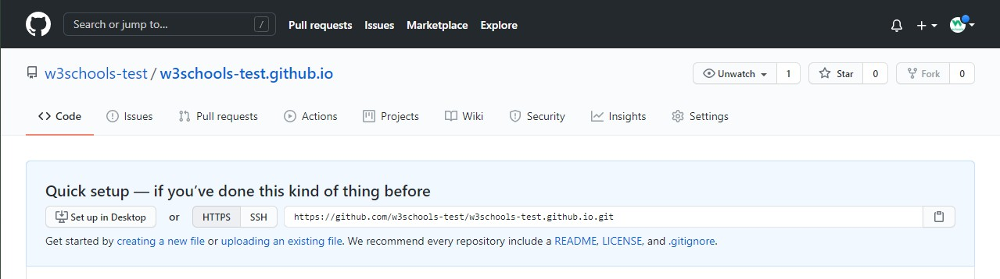 Search or jump to... / Pull requests Issues Marketplace Explore
w3schools-test / w3schools-test.github.io Unwatch 1 Star 0 Fork 0
Code Issues Pull requests Actions Projects Wiki Security Insights Settings
Quick setup — if you’ve done this kind of thing before
Set up in Desktop or HTTPS SSH https://github.com/w3schools-test/w3schools-test.github.io.git
Get started by creating a new file or uploading an existing file. We recommend every repository include a README, LICENSE, and .gitignore.